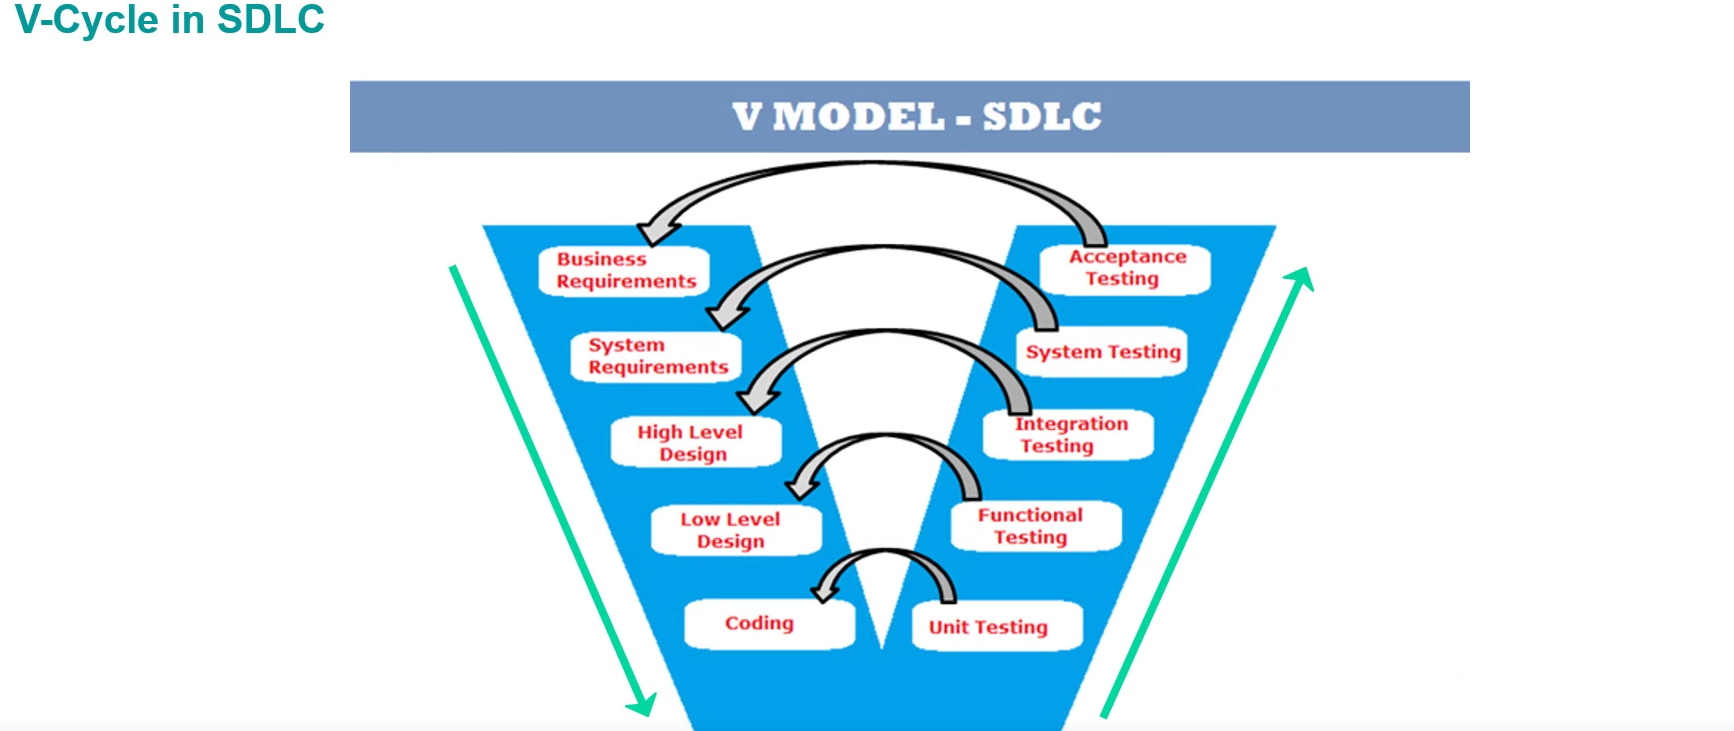 V-Cycle in SDLC
V MODEL - SDLC
Business
Requirements
Acceptance
Testing
System
Requirements
System Testing
High Level
Design
Integration
Testing
Low Level
Design
Functional
Testing
Coding
Unit Testing